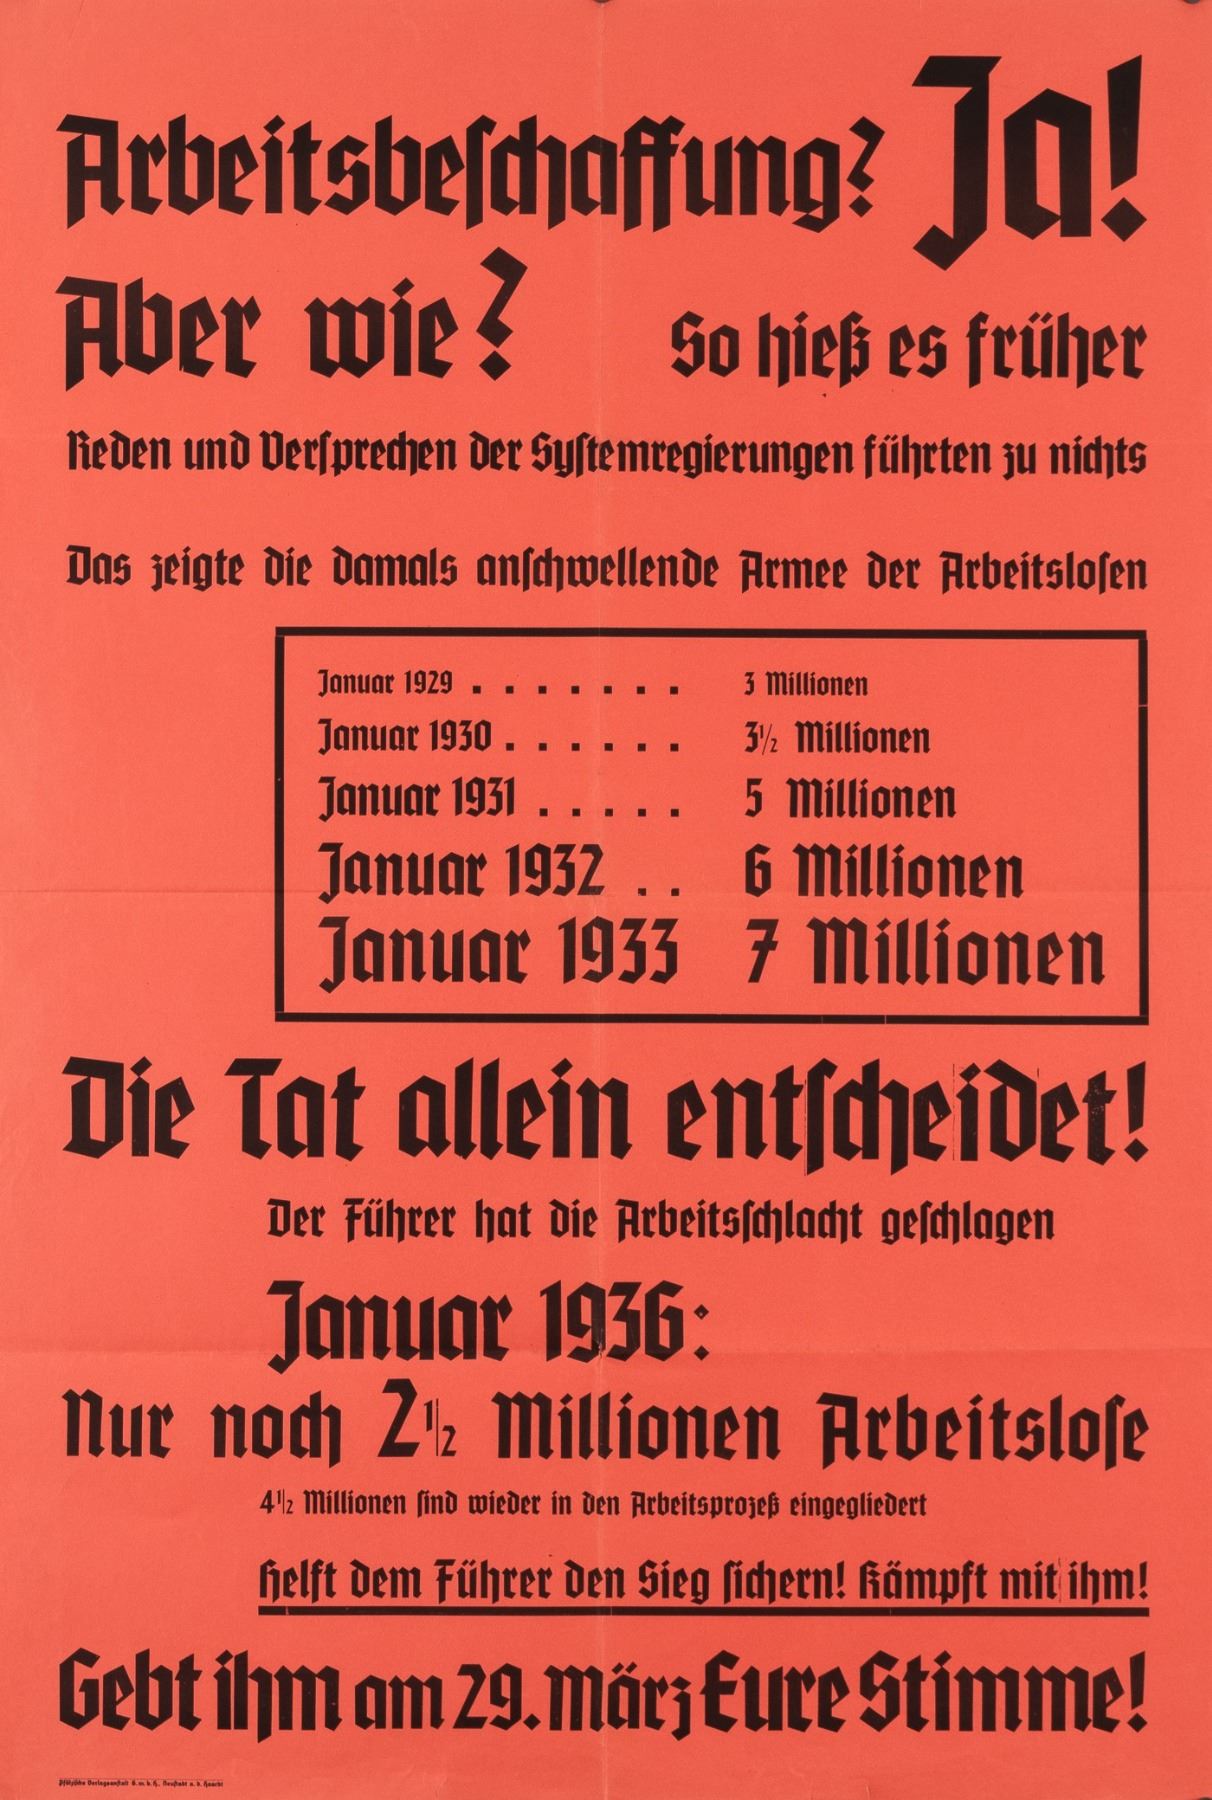 Arbeitsbeschaffung? Ja!
Aber wie? So hieß es früher
Reden und Versprechen der Systemregierungen führten zu nichts
Das zeigte die damals anschwellende Armee der Arbeitslosen
Januar 1929 . . . . . . . 3 Millionen
Januar 1930 . . . . . . 3½ Millionen
Januar 1931 . . . . . 5 Millionen
Januar 1932 . . 6 Millionen
Januar 1933 7 Millionen
Die Tat allein entscheidet!
Der Führer hat die Arbeitsschlacht geschlagen
Januar 1936:
Nur noch 2½ Millionen Arbeitslose
4½ Millionen sind wieder in den Arbeitsprozeß eingegliedert
Helft dem Führer den Sieg sichern! Kämpft mit ihm!
Gebt ihm am 29. März Eure Stimme!
Pfälzische Verlagsanstalt G. m. b. H., Neustadt a. d. Haardt